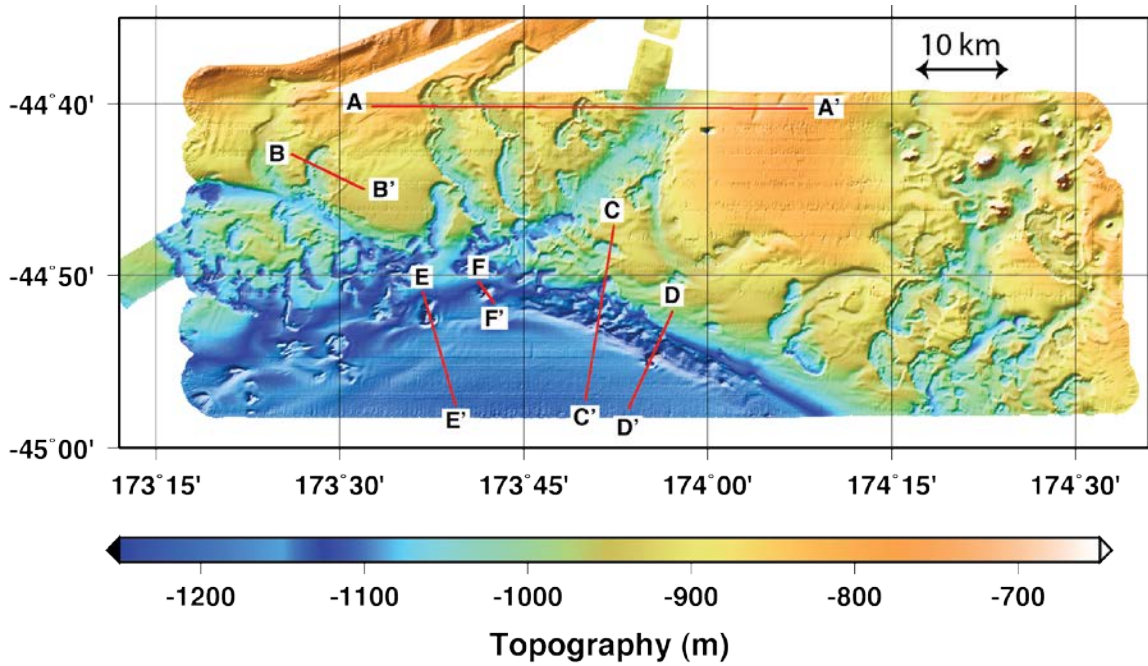 10 km
A
A'
B
B'
C
E
F
D
F'
E'
C'
D'
-44°40'
-44°50'
-45°00'
173°15'
173°30'
173°45'
174°00'
174°15'
174°30'
-1200
-1100
-1000
-900
-800
-700
Topography (m)